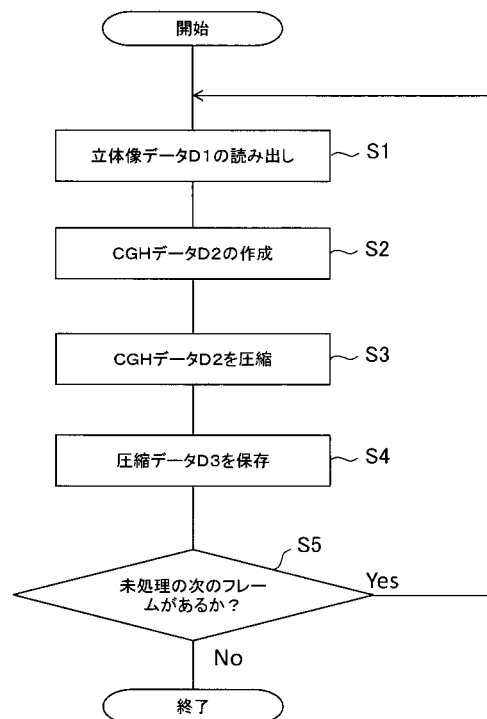 開始
立体像データD1の読み出し
S1
CGHデータD2の作成
S2
CGHデータD2を圧縮
S3
圧縮データD3を保存
S4
S5
未処理の次のフレー
ムがあるか?
Yes
No
終了